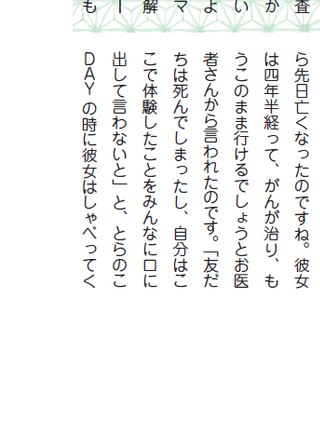 査
か
い
よ
マ
解
ー
も
ら先日亡くなったのですね。彼女
は四年半経って、がんが治り、も
うこのまま行けるでしょうとお医
者さんから言われたのです。「友だ
ちは死んでしまったし、自分はこ
こで体験したことをみんなに口に
出して言わないと」と、とらのこ
DAYの時に彼女はしゃべってく